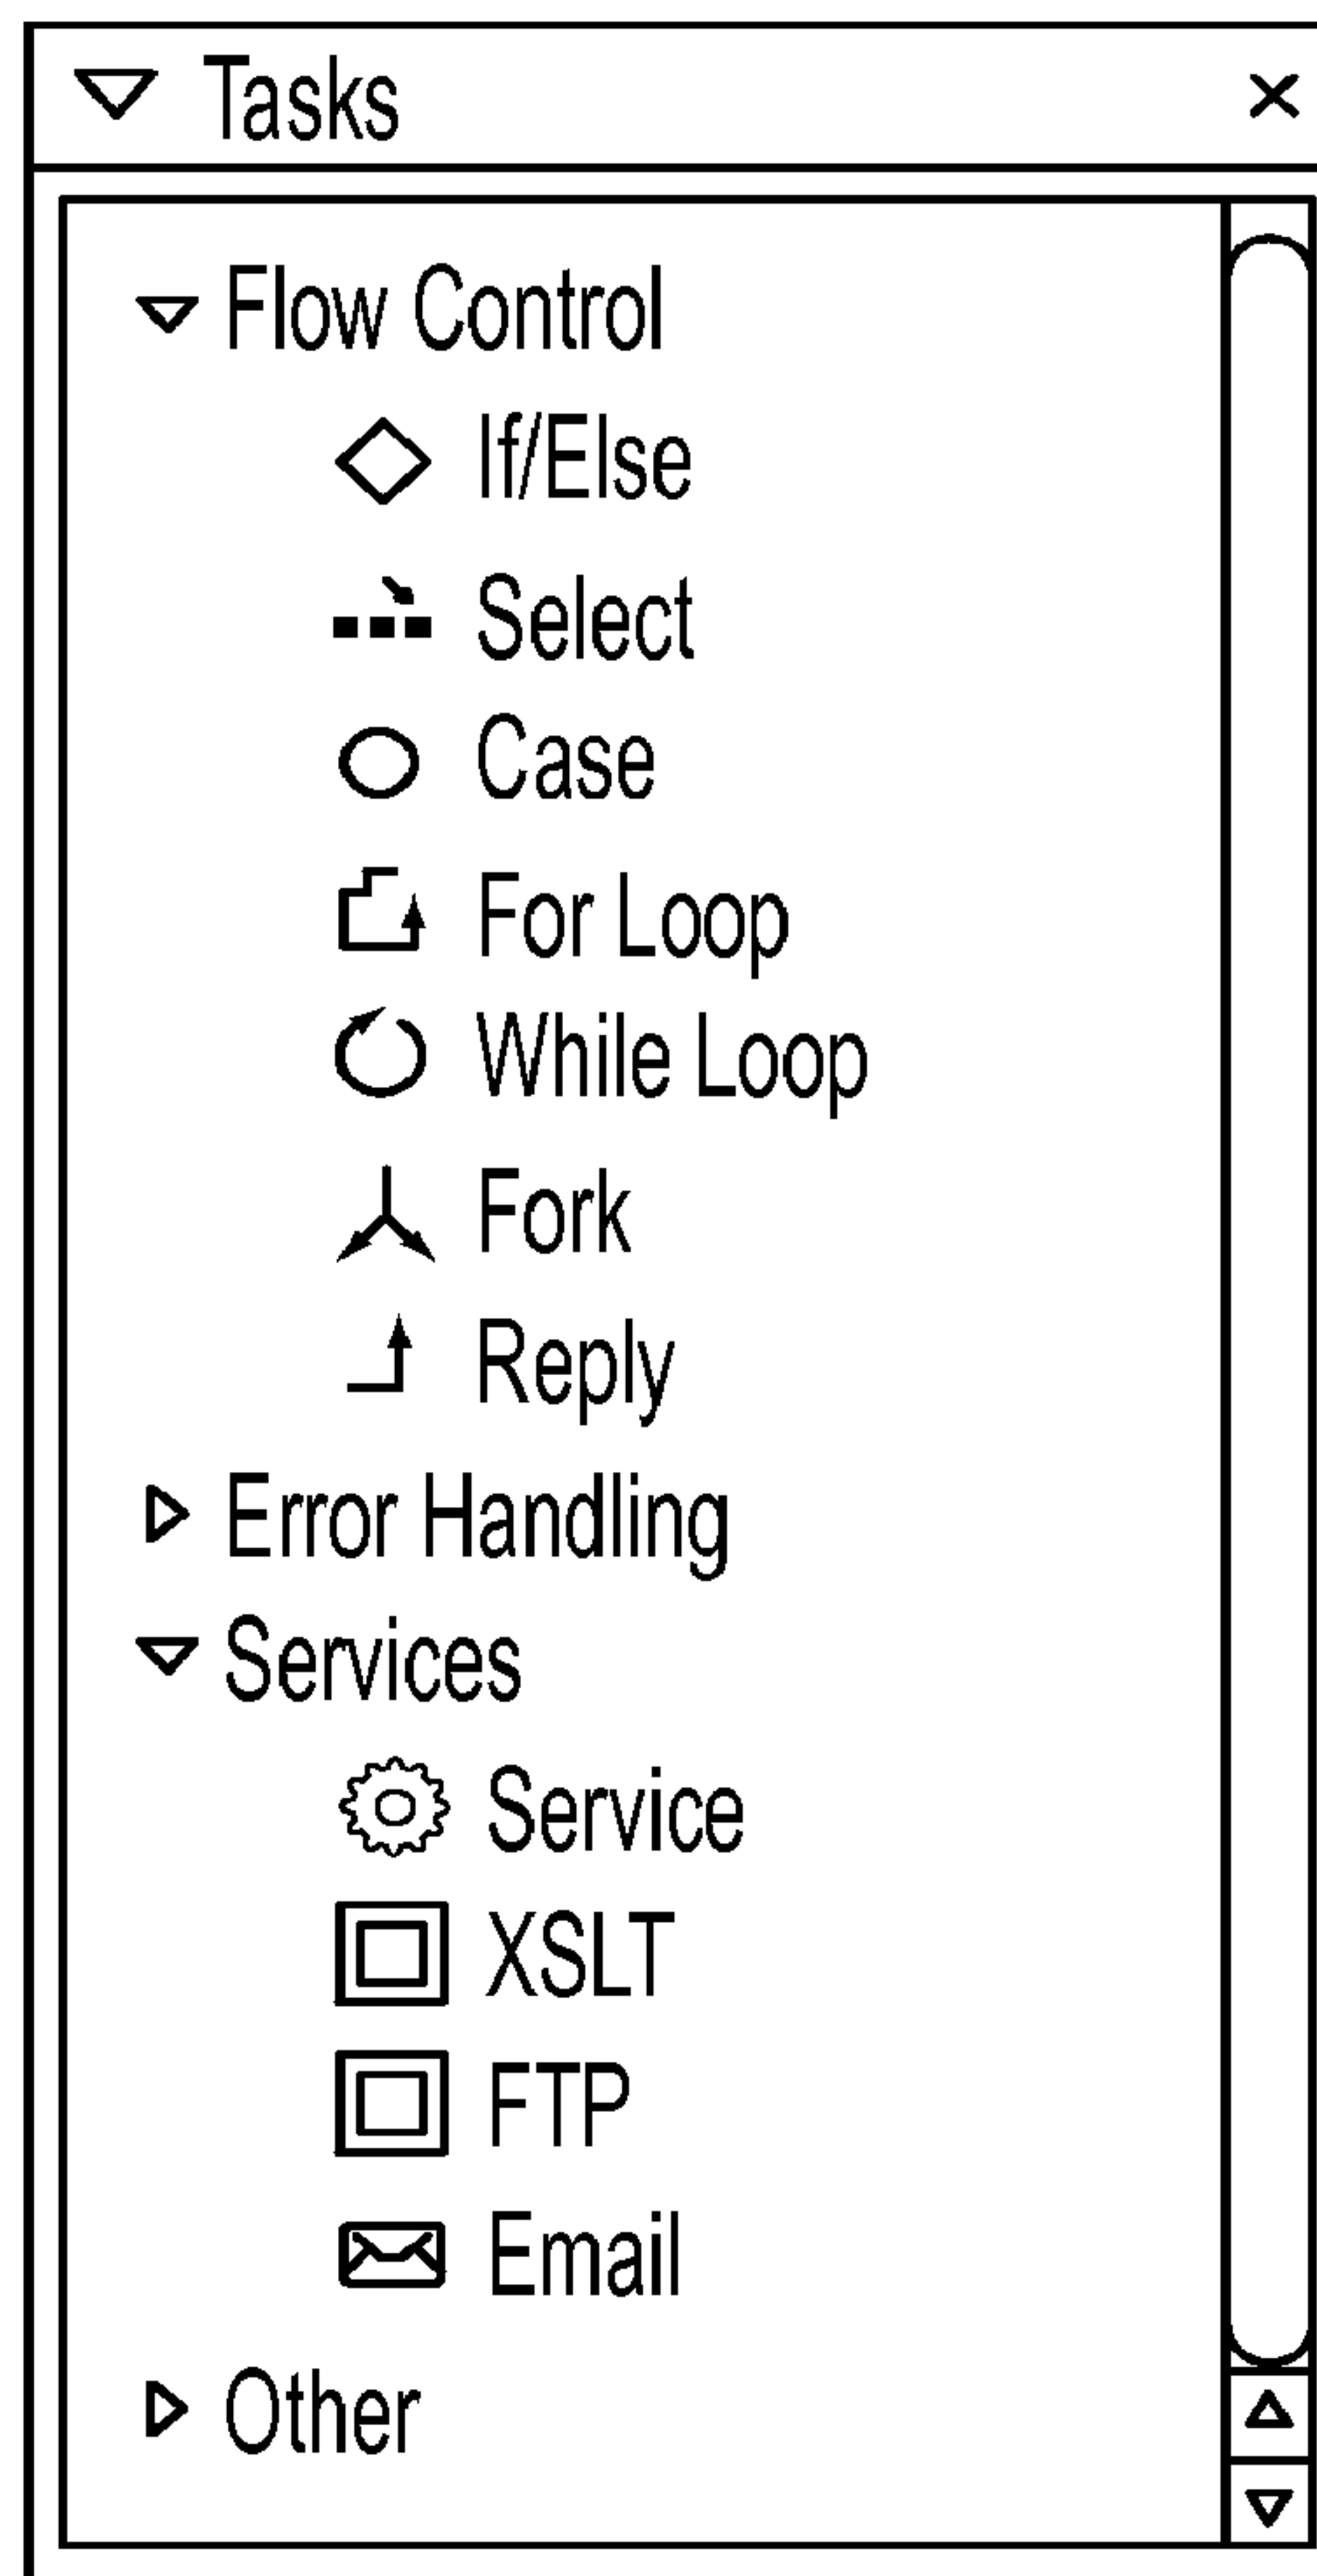 Tasks
Flow Control
If/Else
Select
Case
For Loop
While Loop
Fork
Reply
Error Handling
Services
Service
XSLT
FTP
Email
Other